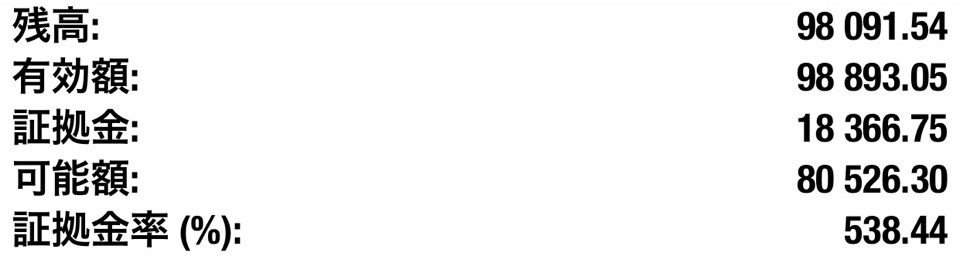 残高: 98 091.54
有効額: 98 893.05
証拠金: 18 366.75
可能額: 80 526.30
証拠金率 (%): 538.44